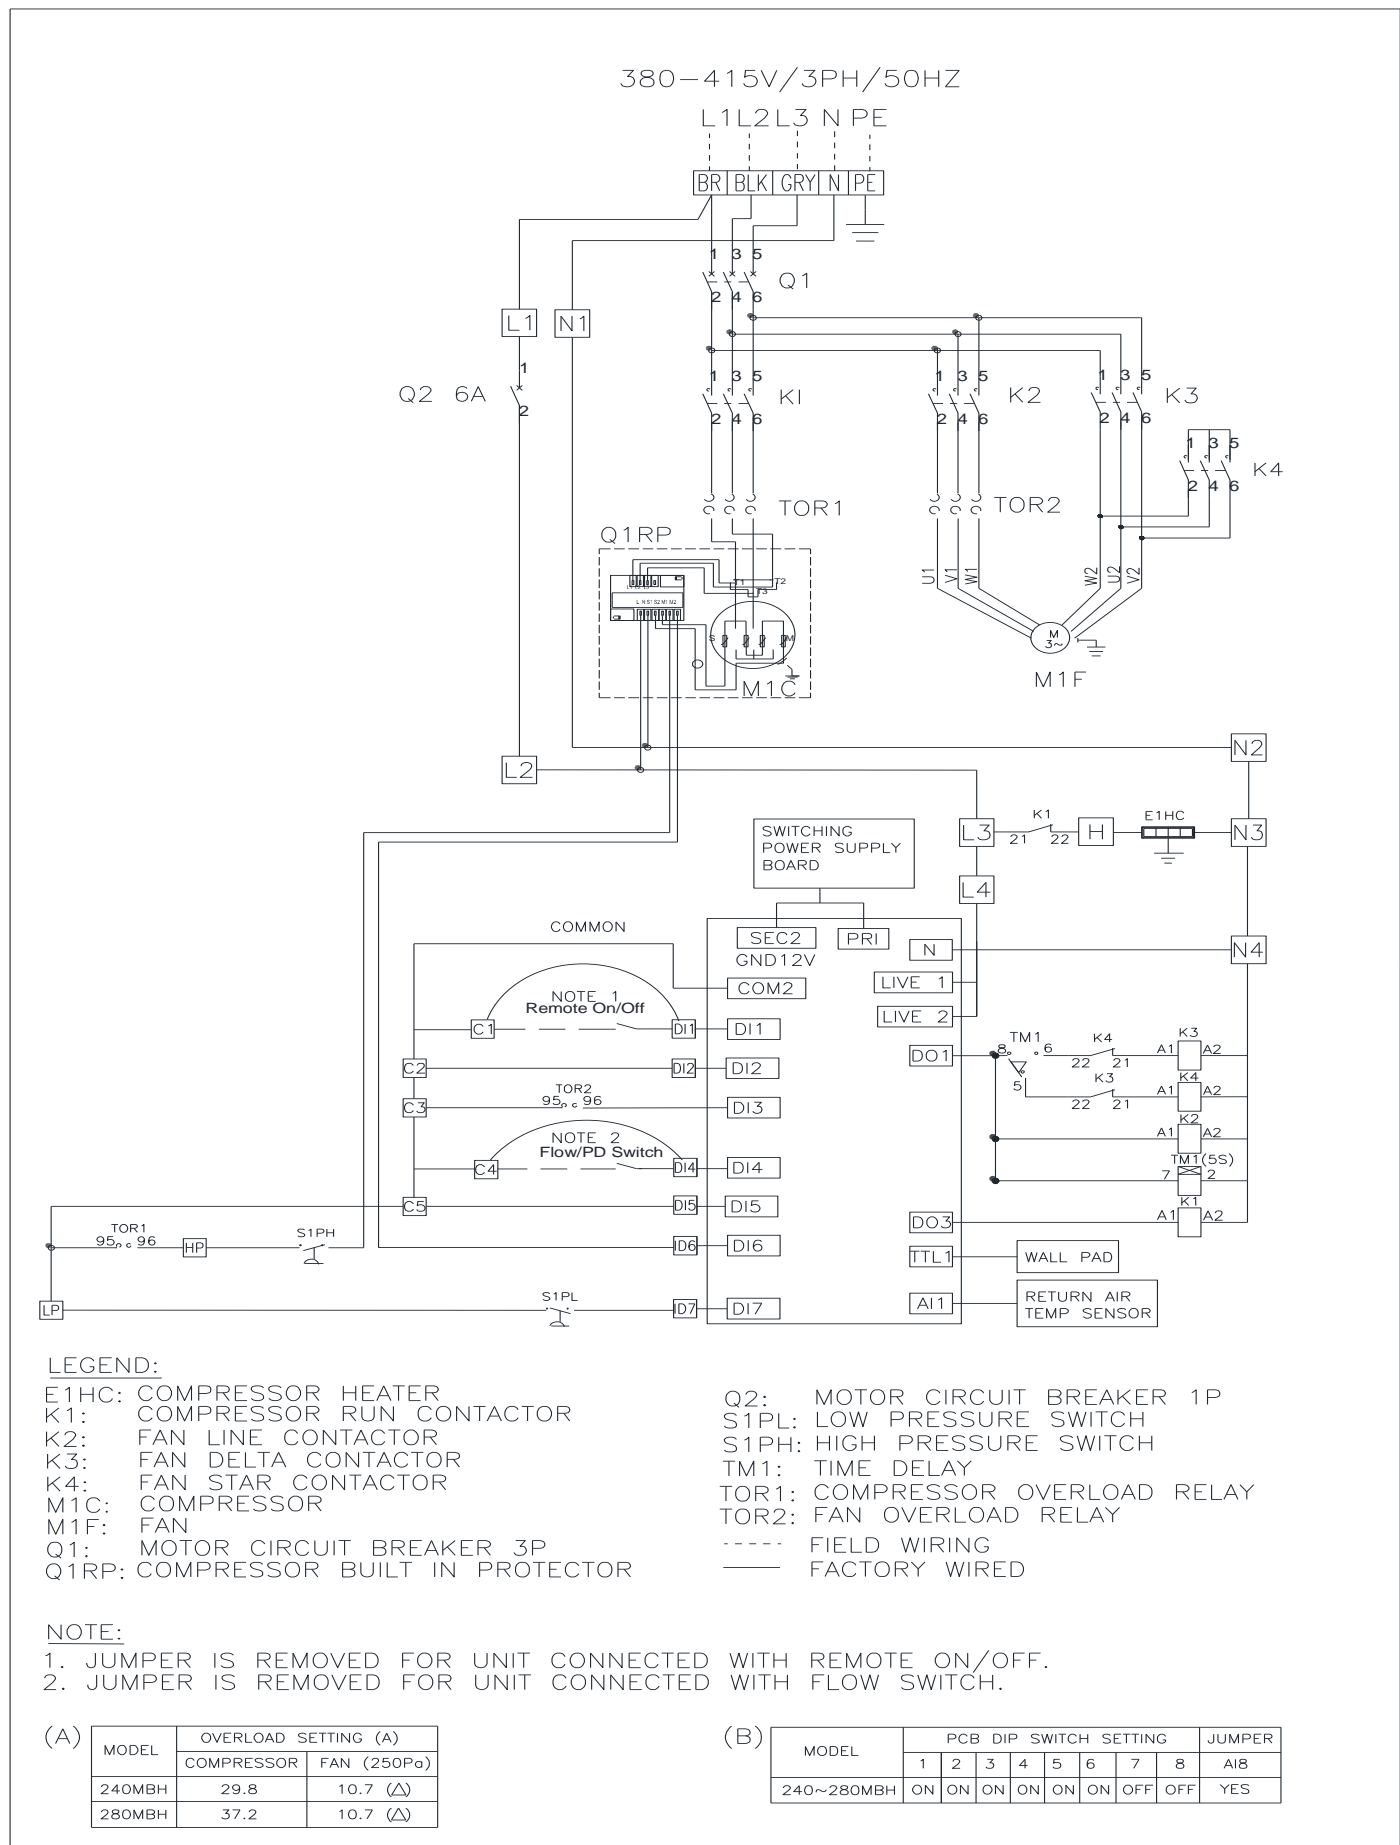 380-415V/3PH/50HZ
L1 L2 L3 N PE
BR BLK GRY N PE
1 3 5
Q1
2 4 6
L1 N1
1
Q2 6A
2
1 3 5
K1
2 4 6
1 3 5
K2
2 4 6
1 3 5
K3
2 4 6
1 3 5
K4
2 4 6
TOR1
TOR2
Q1RP
T1 T2
T3
L N S1 S2 M1 M2
S M
M1C
U1 V1 W1
W2 U2 V2
M
3~
M1F
N2
L2
K1
E1HC
L3
21 22
H
N3
SWITCHING
POWER SUPPLY
BOARD
L4
COMMON
SEC2
PRI
N
N4
GND12V
COM2
LIVE 1
NOTE 1
Remote On/Off
C1
DI1
DI1
LIVE 2
DO1
8
TM1
6
5
K4
22 21
K3
A1 A2
C2
DI2
DI2
K3
22 21
K4
A1 A2
C3
TOR2
95 96
DI3
K2
A1 A2
NOTE 2
Flow/PD Switch
C4
DI4
DI4
TM1(5S)
7 2
C5
DI5
DI5
K1
A1 A2
DO3
TOR1
95 96
HP
S1PH
ID6
DI6
TTL1
WALL PAD
LP
S1PL
ID7
DI7
AI1
RETURN AIR
TEMP SENSOR
LEGEND:
E1HC: COMPRESSOR HEATER
K1: COMPRESSOR RUN CONTACTOR
K2: FAN LINE CONTACTOR
K3: FAN DELTA CONTACTOR
K4: FAN STAR CONTACTOR
M1C: COMPRESSOR
M1F: FAN
Q1: MOTOR CIRCUIT BREAKER 3P
Q1RP: COMPRESSOR BUILT IN PROTECTOR
Q2: MOTOR CIRCUIT BREAKER 1P
S1PL: LOW PRESSURE SWITCH
S1PH: HIGH PRESSURE SWITCH
TM1: TIME DELAY
TOR1: COMPRESSOR OVERLOAD RELAY
TOR2: FAN OVERLOAD RELAY
----- FIELD WIRING
FACTORY WIRED
NOTE:
1. JUMPER IS REMOVED FOR UNIT CONNECTED WITH REMOTE ON/OFF.
2. JUMPER IS REMOVED FOR UNIT CONNECTED WITH FLOW SWITCH.
(A)
MODEL OVERLOAD SETTING (A)
COMPRESSOR FAN (250Pa)
240MBH 29.8 10.7 (△)
280MBH 37.2 10.7 (△)
(B)
MODEL PCB DIP SWITCH SETTING JUMPER
1 2 3 4 5 6 7 8 AI8
240~280MBH ON ON ON ON ON ON OFF OFF YES